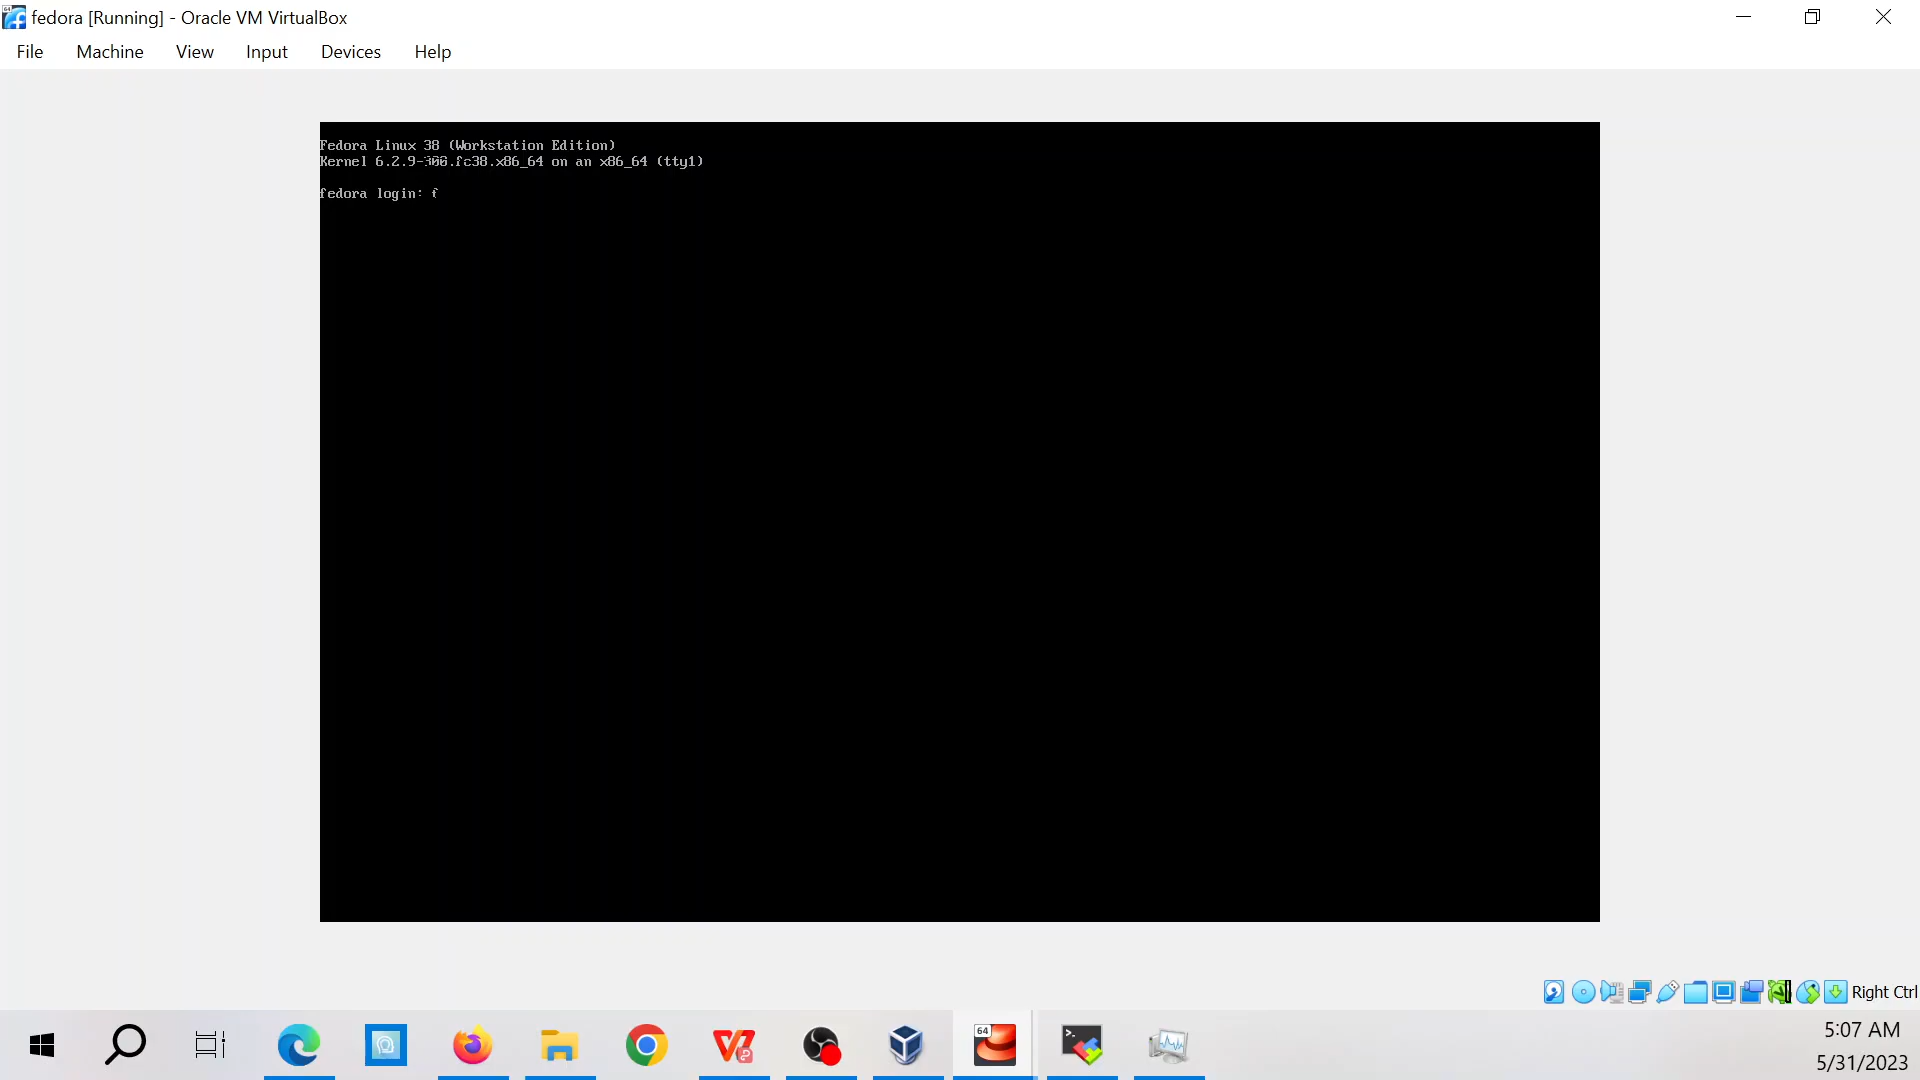 fedora [Running] - Oracle VM VirtualBox
File Machine View Input Devices Help
Fedora Linux 38 (Workstation Edition)
Kernel 6.2.9-300.fc38.x86_64 on an x86_64 (tty1)
fedora login: f
Right Ctrl
64
5:07 AM
5/31/2023